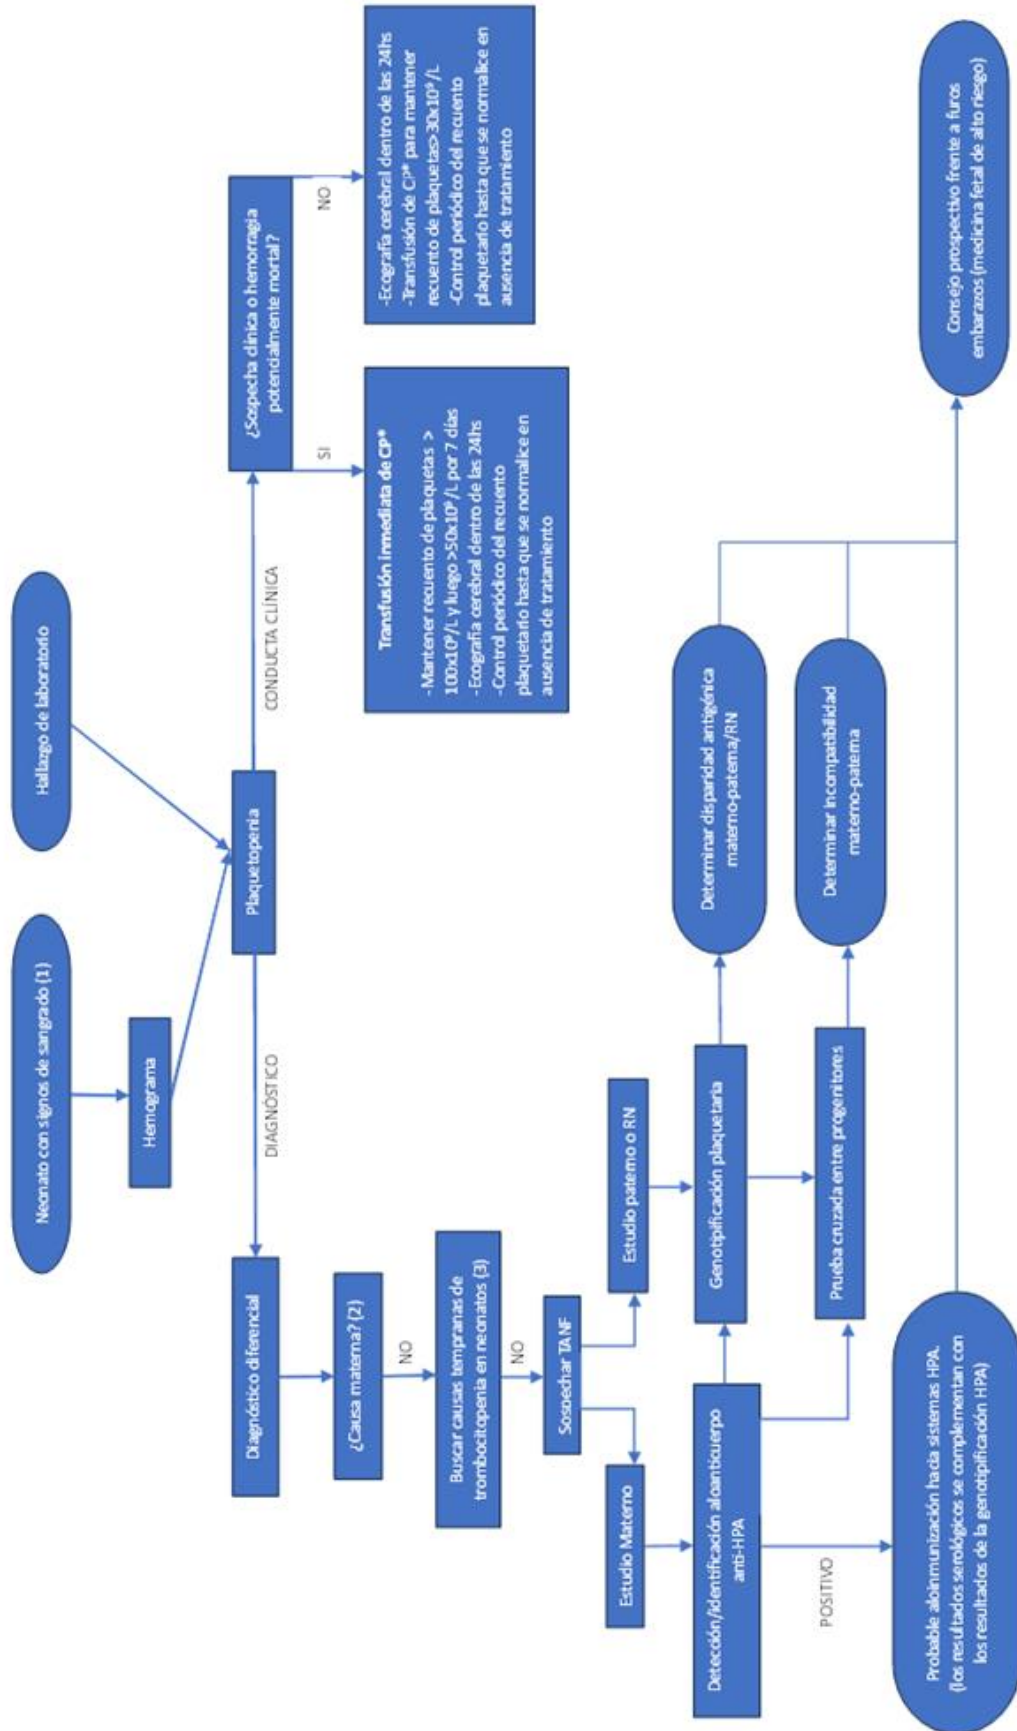 Neonato con signos de sangrado (1)
Hallazgo de laboratorio
Hemograma
Plaquetopenia
DIAGNÓSTICO
CONDUCTA CLÍNICA
Diagnóstico diferencial
¿Sospecha clínica o hemorragia
potencialmente mortal?
¿Causa materna? (2)
NO
SI
NO
Buscar causas tempranas de
trombocitopenia en neonatos (3)
NO
Transfusión inmediata de CP*
-Mantener recuento de plaquetas >
100x10⁹/L y luego >50x10⁹/L por 7 días
-Ecografía cerebral dentro de las 24hs
-Control periódico del recuento
plaquetario hasta que se normalice en
ausencia de tratamiento
-Ecografía cerebral dentro de las 24hs
-Transfusión de CP* para mantener
recuento de plaquetas>30x10⁹/L
-Control periódico del recuento
plaquetario hasta que se normalice en
ausencia de tratamiento
Sospechar TANF
Estudio Materno
Estudio paterno o RN
Detección/identificación aloanticuerpo
anti-HPA
Genotipificación plaquetaria
Determinar disparidad antigénica
materno-paterna/RN
Prueba cruzada entre progenitores
Determinar incompatibilidad
materno-paterna
POSITIVO
Probable aloinmunización hacia sistemas HPA.
(los resultados serológicos se complementan con
los resultados de la genotipificación HPA)
Consejo prospectivo frente a furos
embarazos (medicina fetal de alto riesgo)